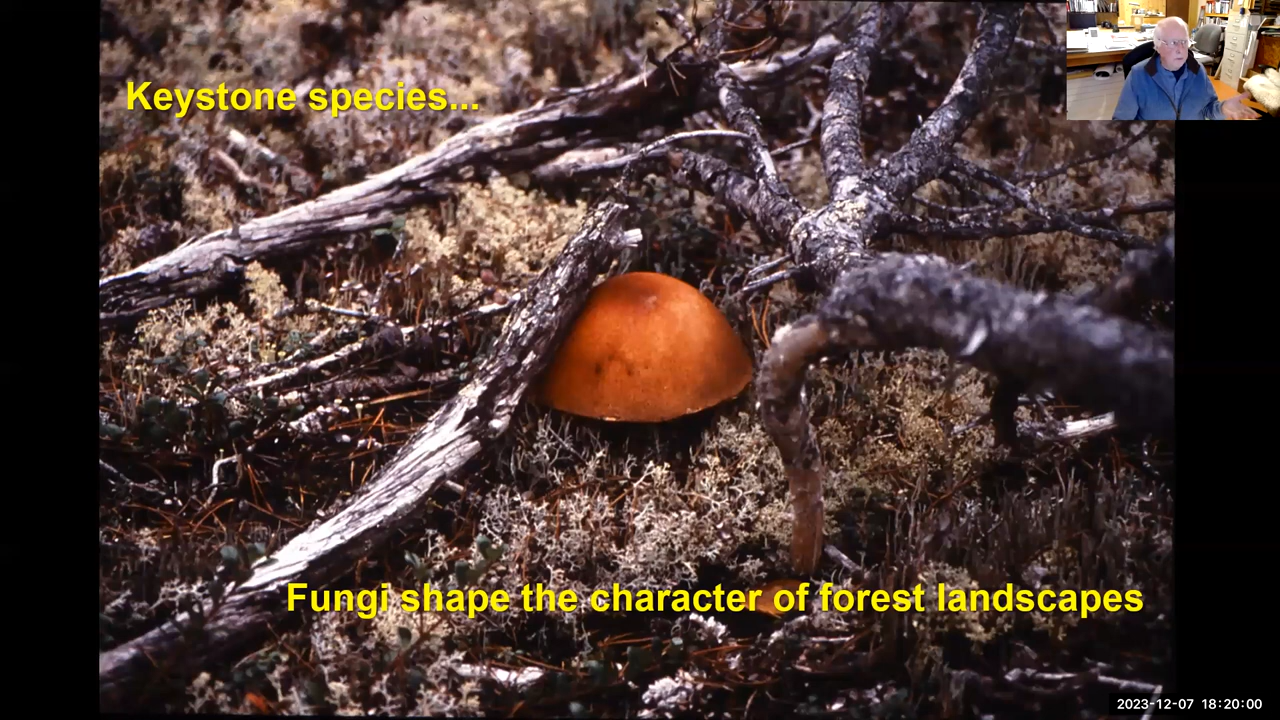 Keystone species...
Fungi shape the character of forest landscapes
2023-12-07 18:20:00